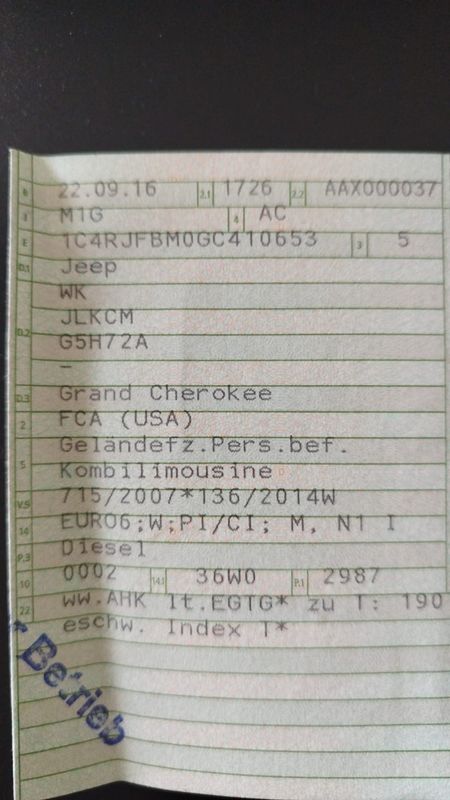 B 22.09.16 2.1 1726 2.2 AAX000037
J M1G 4 AC
E 1C4RJFBM0GC410653 3 5
D.1 Jeep
WK
D.2 JLKCM
G5H72A
–
D.3 Grand Cherokee
2 FCA (USA)
Geländefz.Pers.bef.
5 Kombilimousine
V.9 715/2007*136/2014W
14 EURO6;W;PI/CI; M, N1 I
P.3 Diesel
10 0002 14.1 36W0 P.1 2987
22 ww.AHK lt.EGTG* zu T: 190
eschw. Index T*
r Betrieb